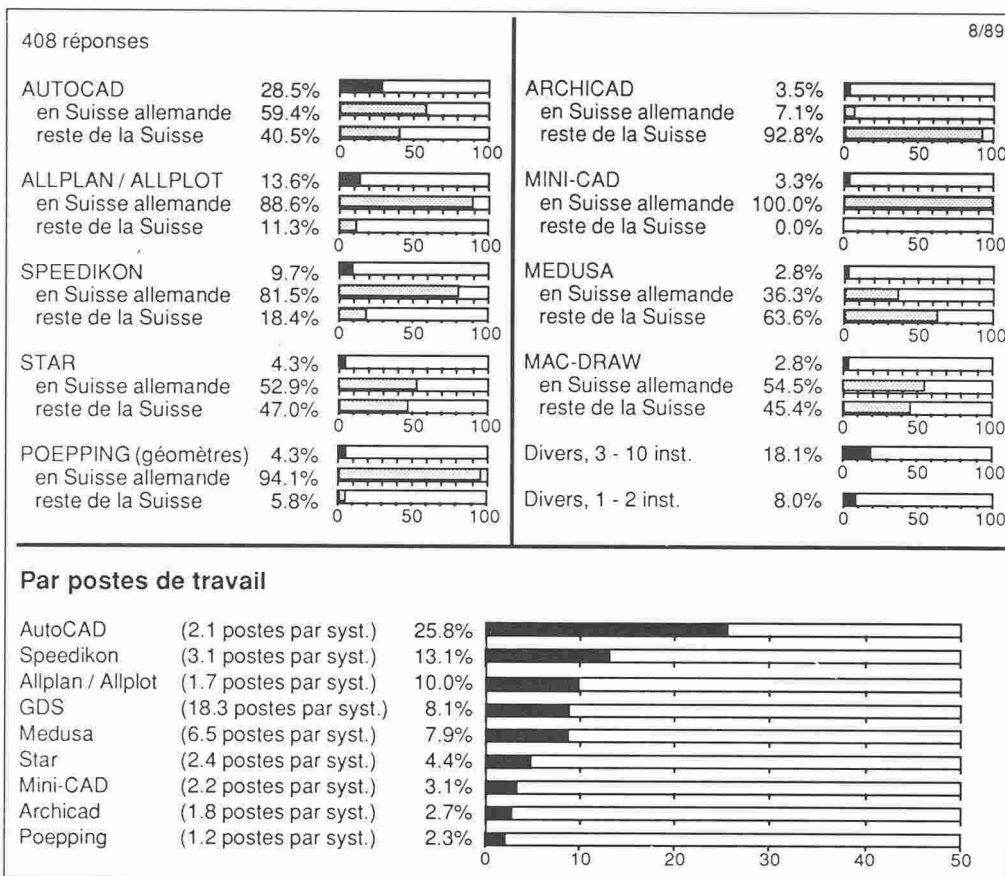 408 réponses
AUTOCAD 28.5%
en Suisse allemande 59.4%
reste de la Suisse 40.5%
0 50 100
ALLPLAN / ALLPLOT 13.6%
en Suisse allemande 88.6%
reste de la Suisse 11.3%
0 50 100
SPEEDIKON 9.7%
en Suisse allemande 81.5%
reste de la Suisse 18.4%
0 50 100
STAR 4.3%
en Suisse allemande 52.9%
reste de la Suisse 47.0%
0 50 100
POEPPING (géomètres) 4.3%
en Suisse allemande 94.1%
reste de la Suisse 5.8%
0 50 100
8/89
ARCHICAD 3.5%
en Suisse allemande 7.1%
reste de la Suisse 92.8%
0 50 100
MINI-CAD 3.3%
en Suisse allemande 100.0%
reste de la Suisse 0.0%
0 50 100
MEDUSA 2.8%
en Suisse allemande 36.3%
reste de la Suisse 63.6%
0 50 100
MAC-DRAW 2.8%
en Suisse allemande 54.5%
reste de la Suisse 45.4%
0 50 100
Divers, 3 - 10 inst. 18.1%
0 50 100
Divers, 1 - 2 inst. 8.0%
0 50 100
Par postes de travail
AutoCAD (2.1 postes par syst.) 25.8%
Speedikon (3.1 postes par syst.) 13.1%
Allplan / Allplot (1.7 postes par syst.) 10.0%
GDS (18.3 postes par syst.) 8.1%
Medusa (6.5 postes par syst.) 7.9%
Star (2.4 postes par syst.) 4.4%
Mini-CAD (2.2 postes par syst.) 3.1%
Archicad (1.8 postes par syst.) 2.7%
Poepping (1.2 postes par syst.) 2.3%
0 10 20 30 40 50